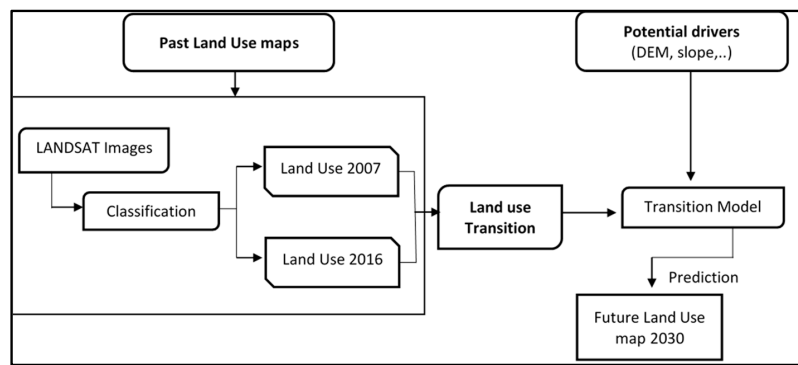 Past Land Use maps
Potential drivers
(DEM, slope,..)
LANDSAT Images
Classification
Land Use 2007
Land Use 2016
Land use
Transition
Transition Model
Prediction
Future Land Use
map 2030